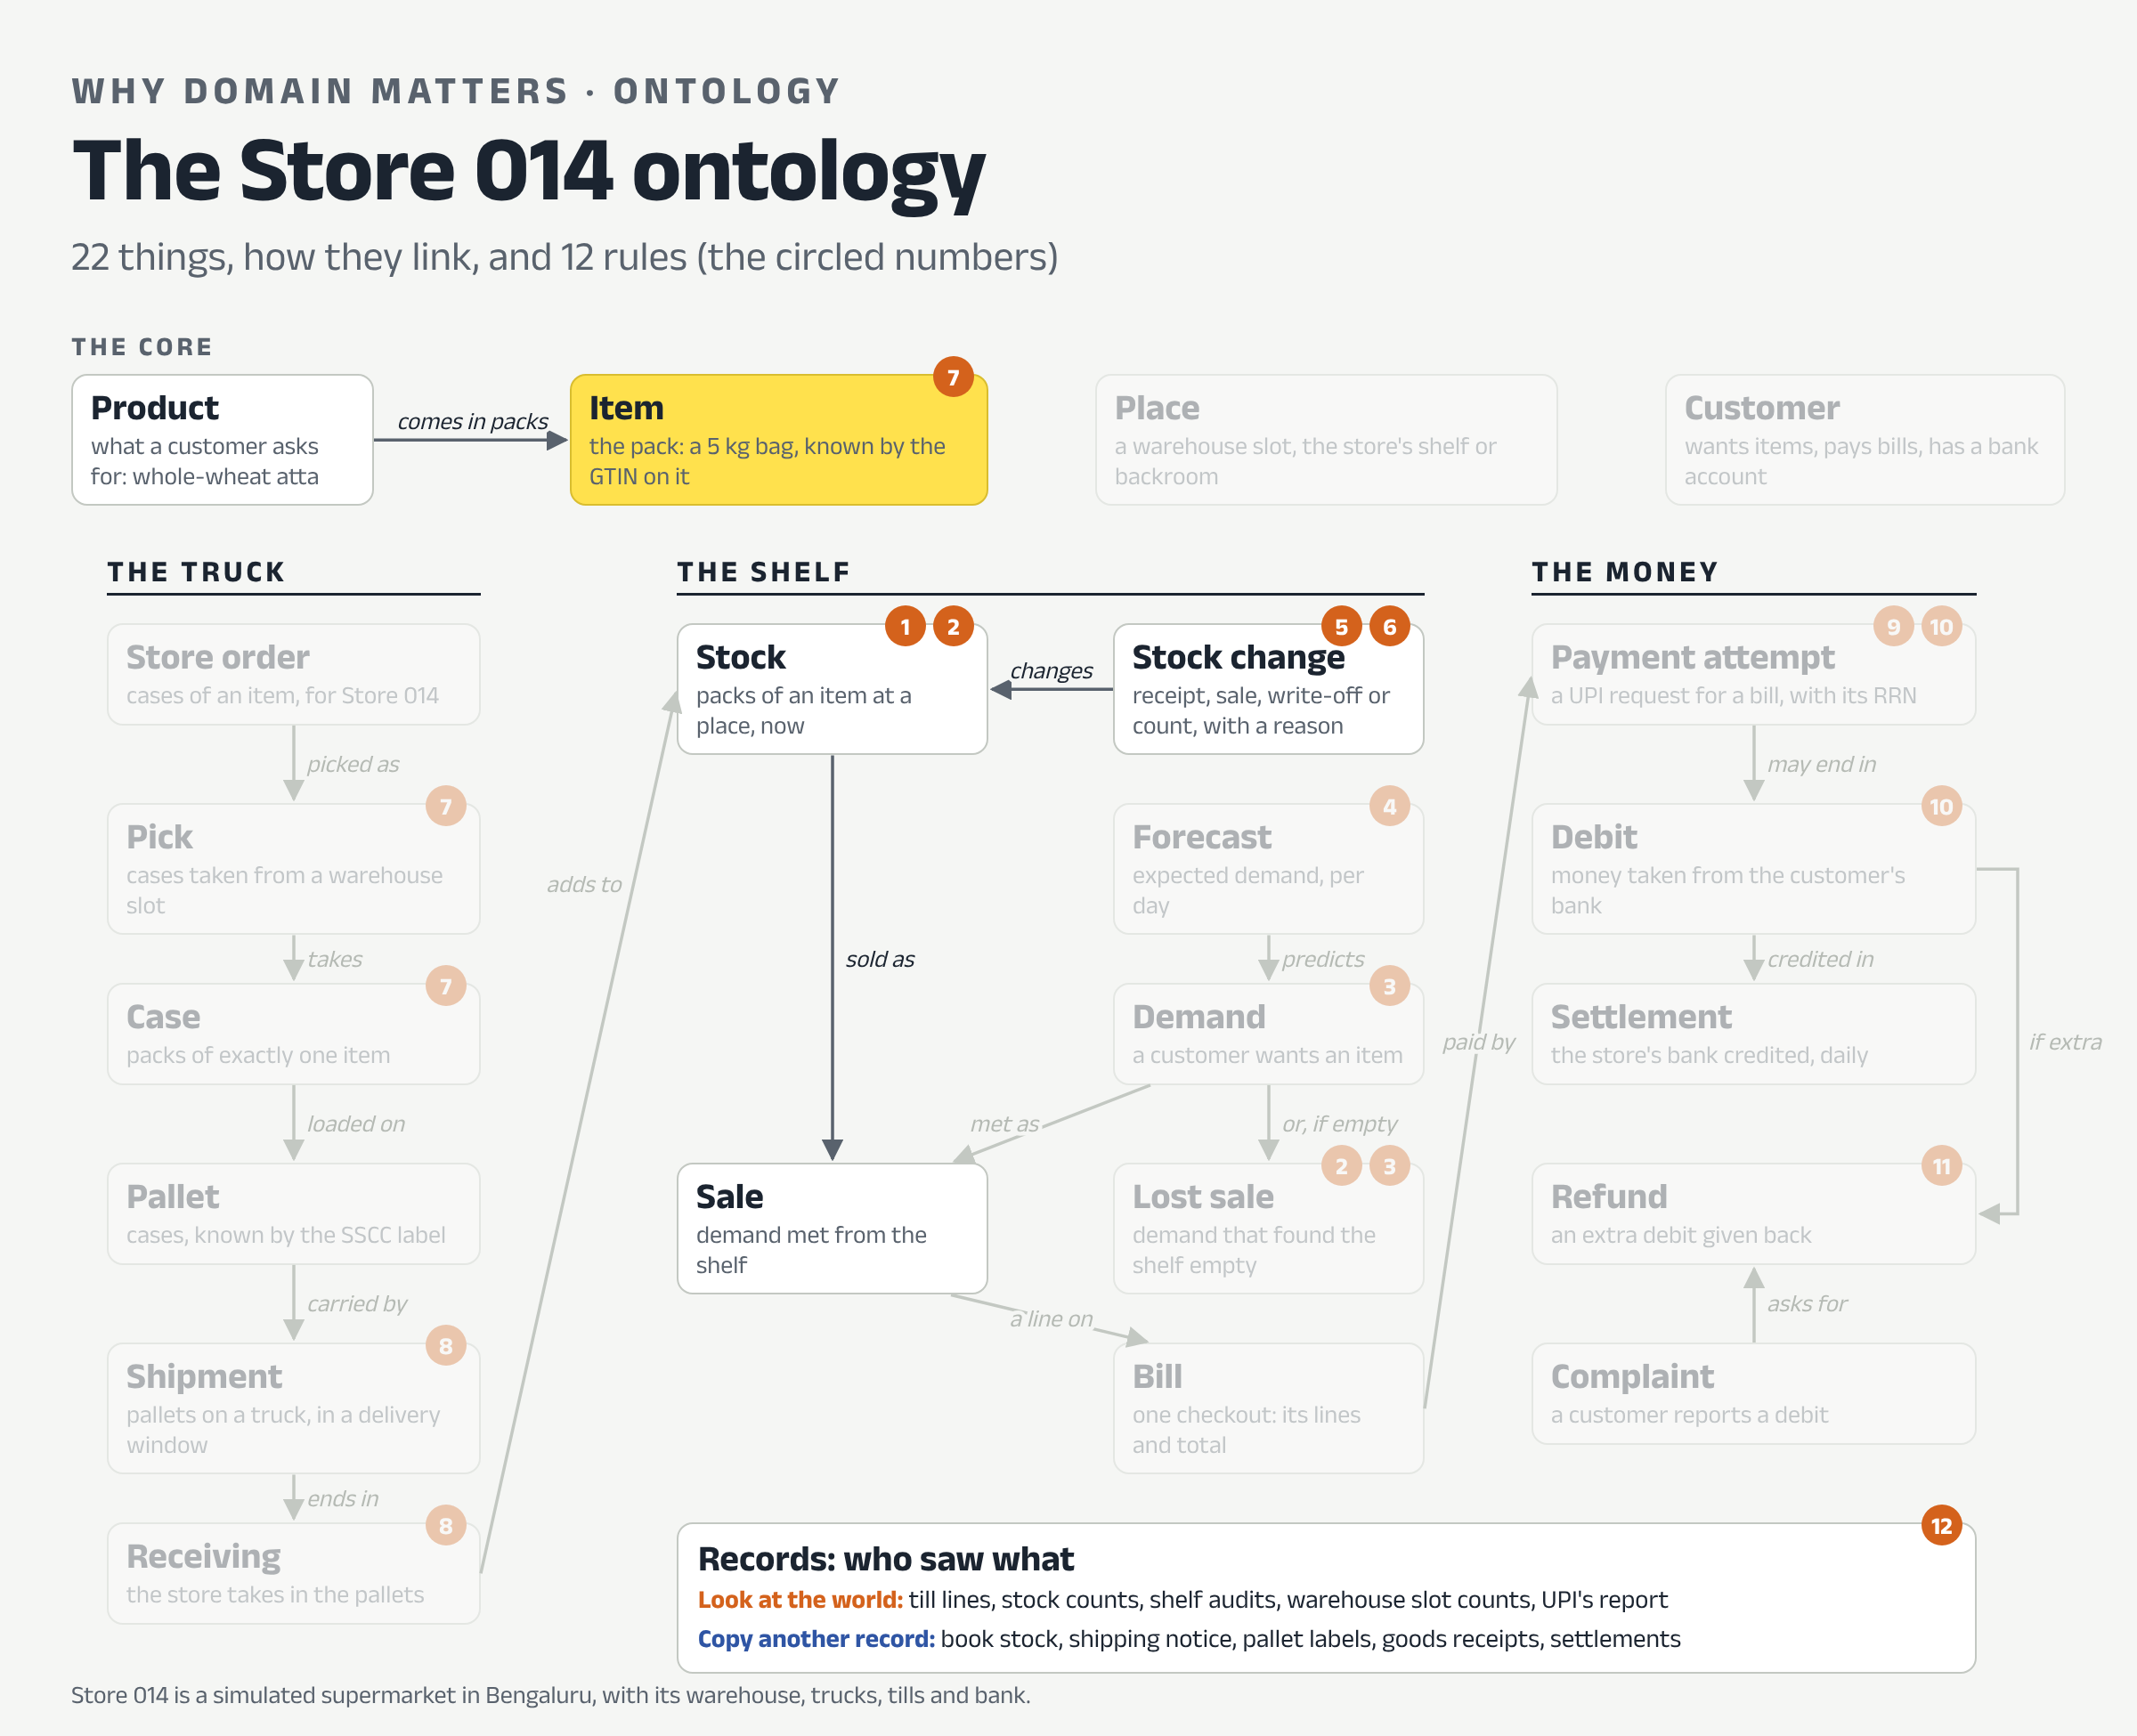 WHY DOMAIN MATTERS · ONTOLOGY
The Store 014 ontology
22 things, how they link, and 12 rules (the circled numbers)
THE CORE
Product
what a customer asks
for: whole-wheat atta
comes in packs
7
Item
the pack: a 5 kg bag, known by the
GTIN on it
Place
a warehouse slot, the store's shelf or
backroom
Customer
wants items, pays bills, has a bank
account
THE TRUCK
Store order
cases of an item, for Store 014
picked as
7
Pick
cases taken from a warehouse
slot
takes
7
Case
packs of exactly one item
loaded on
Pallet
cases, known by the SSCC label
carried by
8
Shipment
pallets on a truck, in a delivery
window
ends in
8
Receiving
the store takes in the pallets
adds to
THE SHELF
1 2
Stock
packs of an item at a
place, now
changes
5 6
Stock change
receipt, sale, write-off or
count, with a reason
sold as
4
Forecast
expected demand, per
day
predicts
3
Demand
a customer wants an item
met as
or, if empty
Sale
demand met from the
shelf
2 3
Lost sale
demand that found the
shelf empty
a line on
Bill
one checkout: its lines
and total
paid by
THE MONEY
9 10
Payment attempt
a UPI request for a bill, with its RRN
may end in
10
Debit
money taken from the customer's
bank
credited in
Settlement
the store's bank credited, daily
if extra
11
Refund
an extra debit given back
asks for
Complaint
a customer reports a debit
12
Records: who saw what
Look at the world: till lines, stock counts, shelf audits, warehouse slot counts, UPI's report
Copy another record: book stock, shipping notice, pallet labels, goods receipts, settlements
Store 014 is a simulated supermarket in Bengaluru, with its warehouse, trucks, tills and bank.